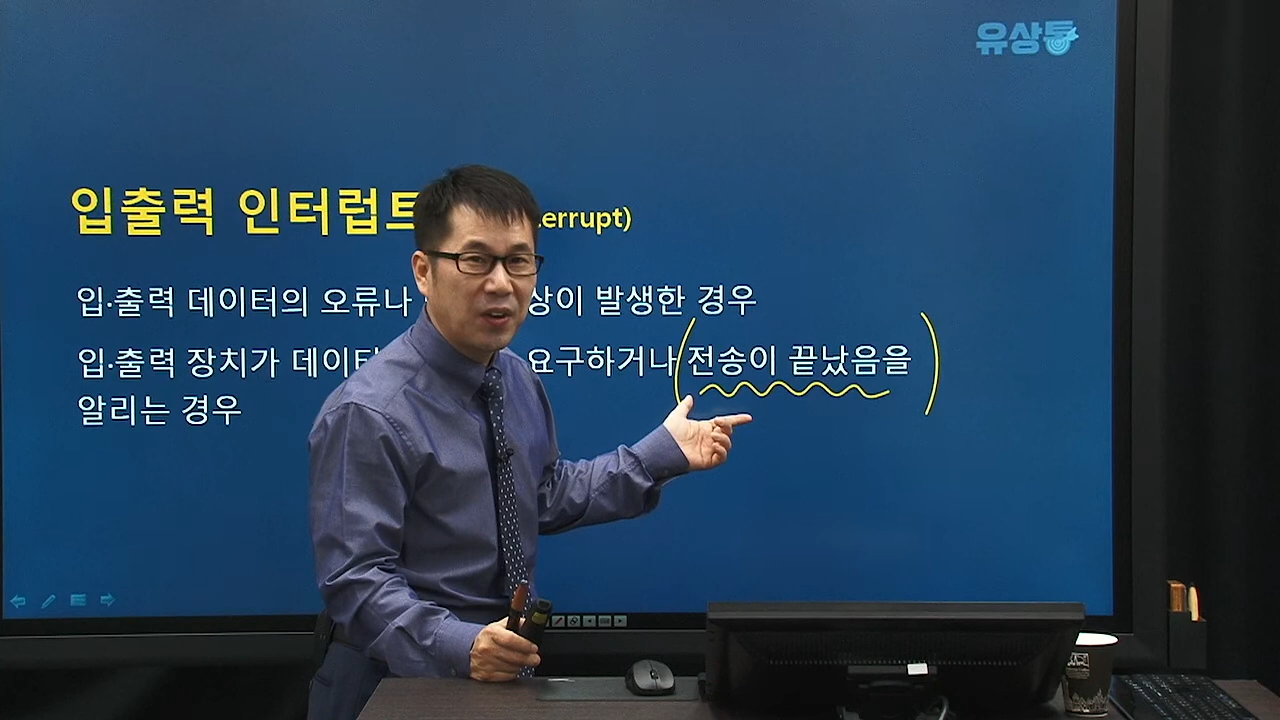 유상통
입출력 인터럽트 errupt)
입·출력 데이터의 오류나 상이 발생한 경우
입·출력 장치가 데이터 요구하거나 전송이 끝났음을
알리는 경우